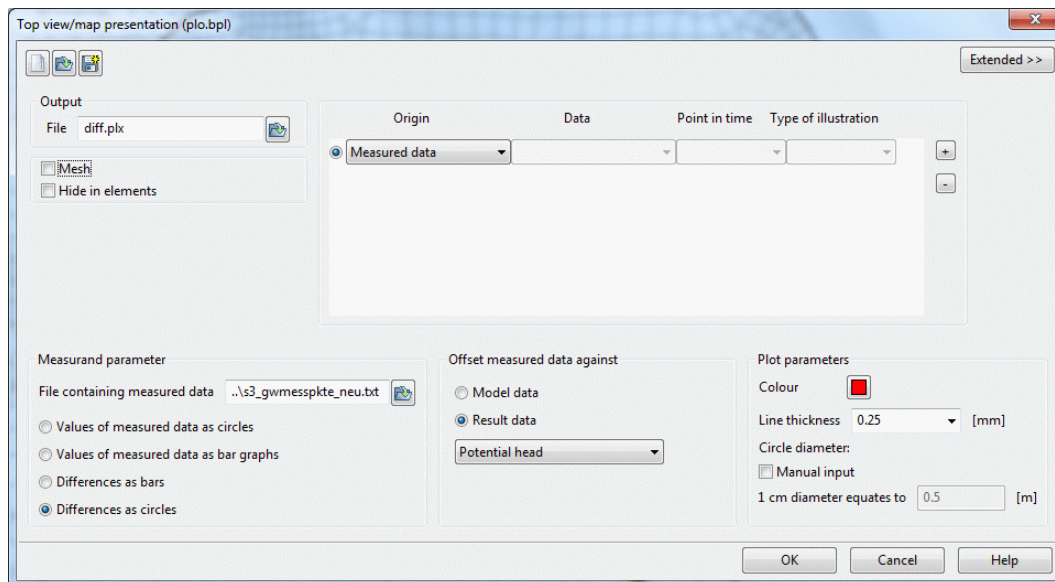 Top view/map presentation (plo.bpl)
Extended >>
Output
File diff.plx
Origin Data Point in time Type of illustration
Measured data
+
-
Mesh
Hide in elements
Measurand parameter
File containing measured data ..\s3_gwmesspkte_neu.txt
Values of measured data as circles
Values of measured data as bar graphs
Differences as bars
Differences as circles
Offset measured data against
Model data
Result data
Potential head
Plot parameters
Colour
Line thickness 0.25 [mm]
Circle diameter:
Manual input
1 cm diameter equates to 0.5 [m]
OK Cancel Help